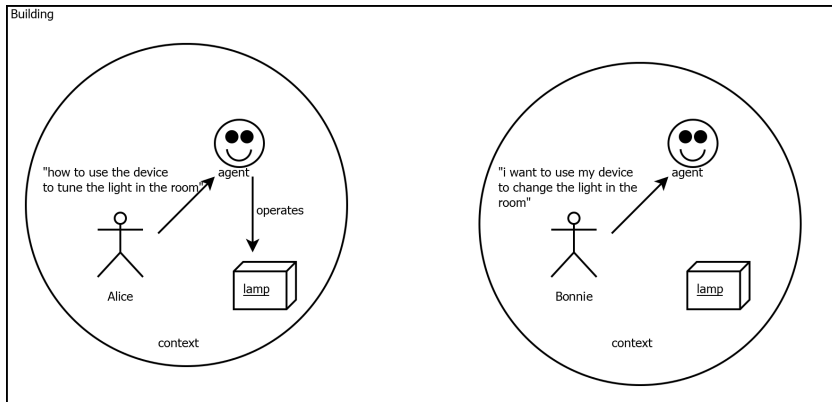 Building
"how to use the device
to tune the light in the room"
agent
operates
lamp
Alice
context
"i want to use my device
to change the light in the
room"
agent
lamp
Bonnie
context